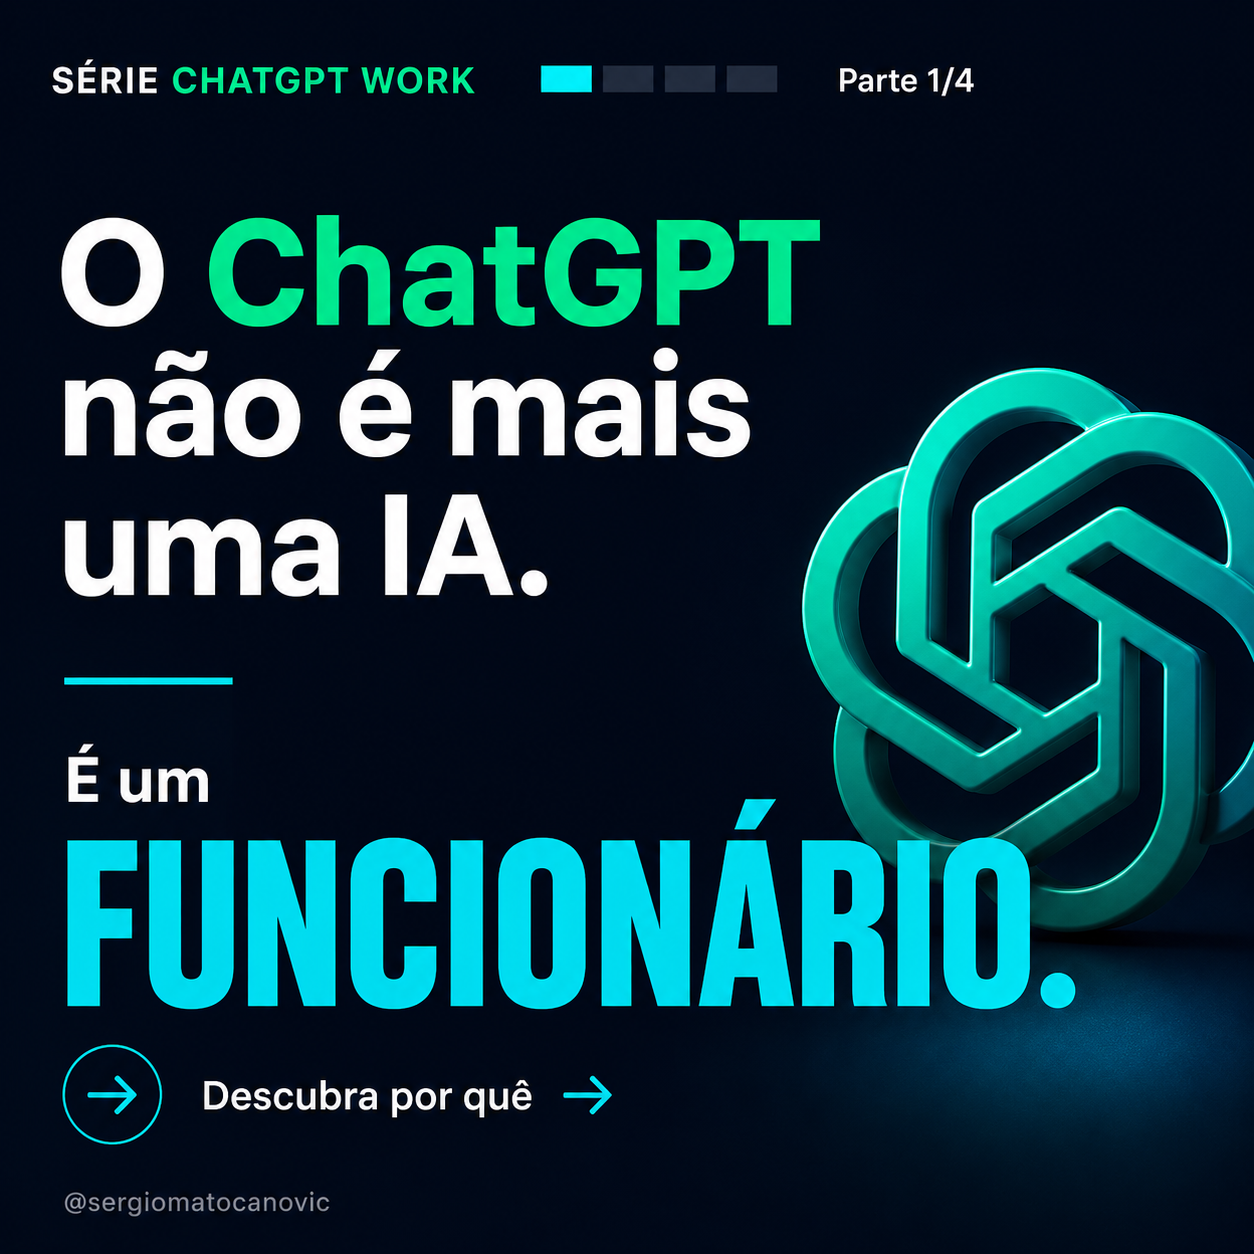 SÉRIE CHATGPT WORK
Parte 1/4
O ChatGPT
não é mais
uma IA.
É um
FUNCIONÁRIO.
Descubra por quê →
@sergiomatocanovic